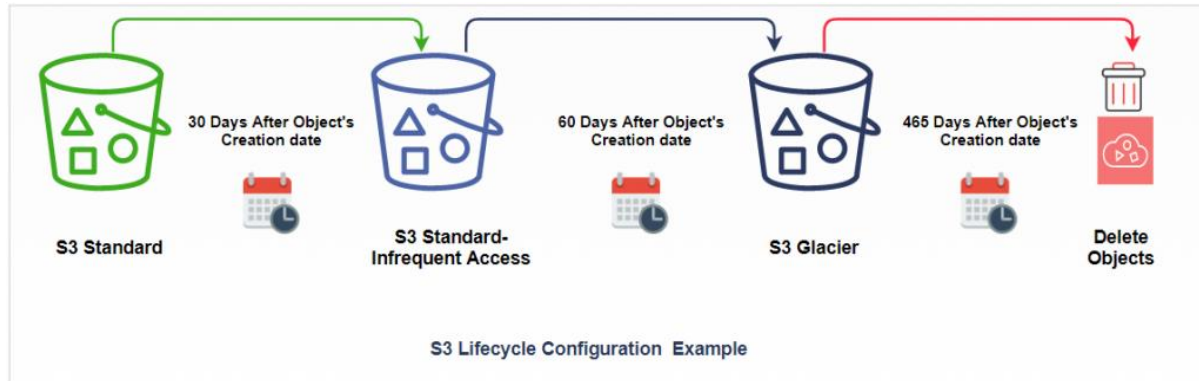 30 Days After Object's
Creation date
60 Days After Object's
Creation date
465 Days After Object's
Creation date
S3 Standard
S3 Standard-
Infrequent Access
S3 Glacier
Delete
Objects
S3 Lifecycle Configuration Example